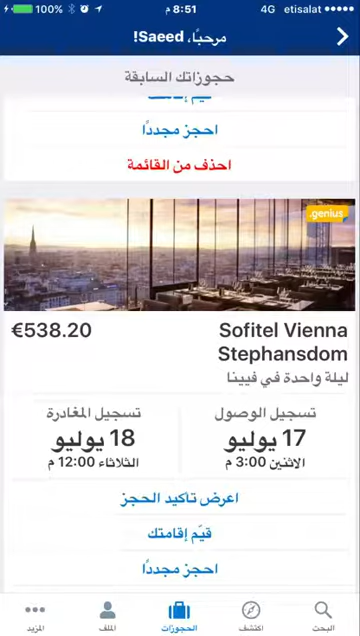 100% 8:51 م 4G etisalat
مرحبًا، Saeed!
حجوزاتك السابقة
قيّم إقامتك
احجز مجددًا
احذف من القائمة
genius.
€538.20
Sofitel Vienna
Stephansdom
ليلة واحدة في فيينا
تسجيل الوصول
17 يوليو
الاثنين 3:00 م
تسجيل المغادرة
18 يوليو
الثلاثاء 12:00 م
اعرض تأكيد الحجز
قيّم إقامتك
احجز مجددًا
البحث
اكتشف
الحجوزات
الملف
المزيد